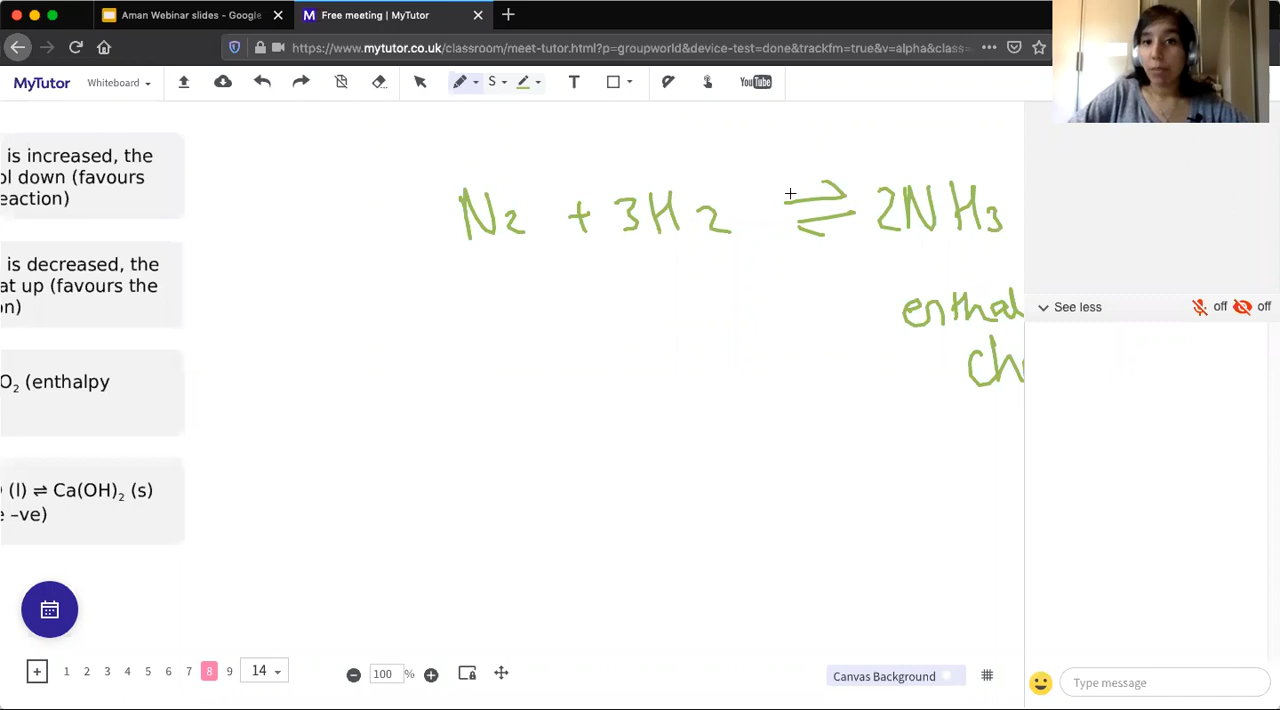 Aman Webinar slides - Google
Free meeting | MyTutor
https://www.mytutor.co.uk/classroom/meet-tutor.html?p=groupworld&device-test=done&trackfm=true&v=alpha&class=
MyTutor
Whiteboard
S
T
YouTube
is increased, the
ol down (favours
eaction)
is decreased, the
at up (favours the
on)
O₂ (enthalpy
(l) ⇌ Ca(OH)₂ (s)
e –ve)
N₂ + 3H₂ ⇌ 2NH₃
enthal
ch
See less
off
off
+ 1 2 3 4 5 6 7 8 9 14
100 %
Canvas Background
Type message